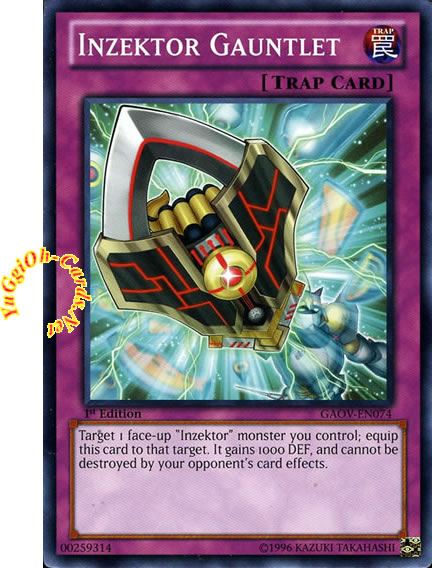 INZEKTOR GAUNTLET
TRAP
罠
[TRAP CARD]
YuGgiOh-Cards.Net
1st Edition
GAOV-EN074
Target 1 face-up "Inzektor" monster you control; equip
this card to that target. It gains 1000 DEF, and cannot be
destroyed by your opponent's card effects.
00259314
©1996 KAZUKI TAKAHASHI